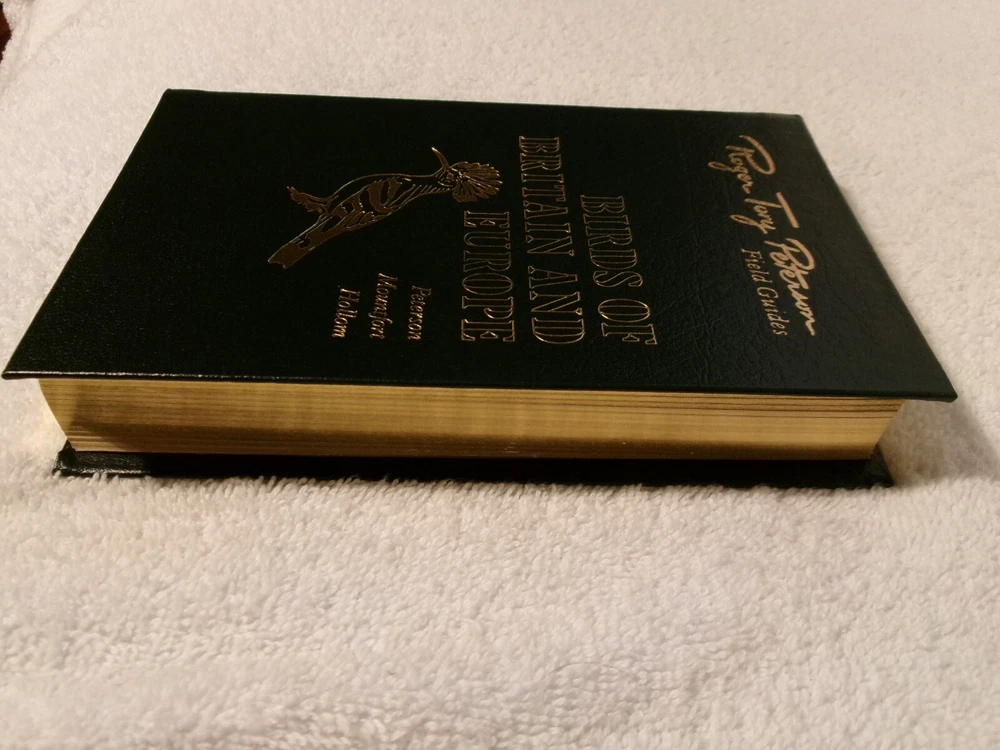 Roger Tory Peterson
Field Guides
BIRDS OF
BRITAIN AND
EUROPE
Peterson
Mountfort
Hollom